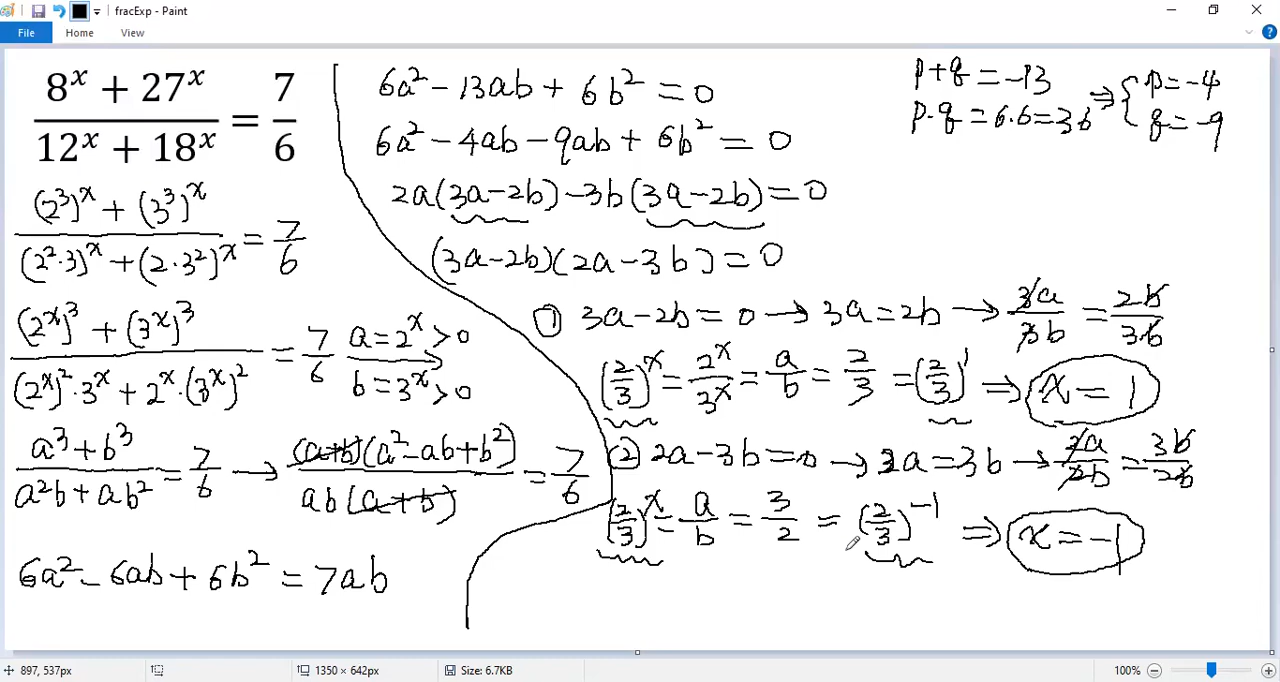 fracExp - Paint
File Home View
(8^x + 27^x)/(12^x + 18^x) = 7/6
((2^3)^x + (3^3)^x)/((2^2·3)^x + (2·3^2)^x) = 7/6
((2^x)^3 + (3^x)^3)/((2^x)^2·3^x + 2^x·(3^x)^2) = 7/6
a = 2^x > 0
b = 3^x > 0
(a^3 + b^3)/(a^2b + ab^2) = 7/6 → ((a+b)(a^2 - ab + b^2))/(ab(a+b)) = 7/6
6a^2 - 6ab + 6b^2 = 7ab
6a^2 - 13ab + 6b^2 = 0
6a^2 - 4ab - 9ab + 6b^2 = 0
2a(3a-2b) - 3b(3a-2b) = 0
(3a-2b)(2a-3b) = 0
① 3a-2b = 0 → 3a = 2b → 3a/3b = 2b/3b
(2/3)^x = 2^x/3^x = a/b = 2/3 = (2/3)^1 ⇒ x = 1
② 2a-3b = 0 → 2a = 3b → 2a/2b = 3b/2b
(2/3)^x = a/b = 3/2 = (2/3)^-1 ⇒ x = -1
p+q = -13
p·q = 6·6 = 36 ⇒ { p = -4
q = -9
897, 537px 1350 × 642px Size: 6.7KB 100%